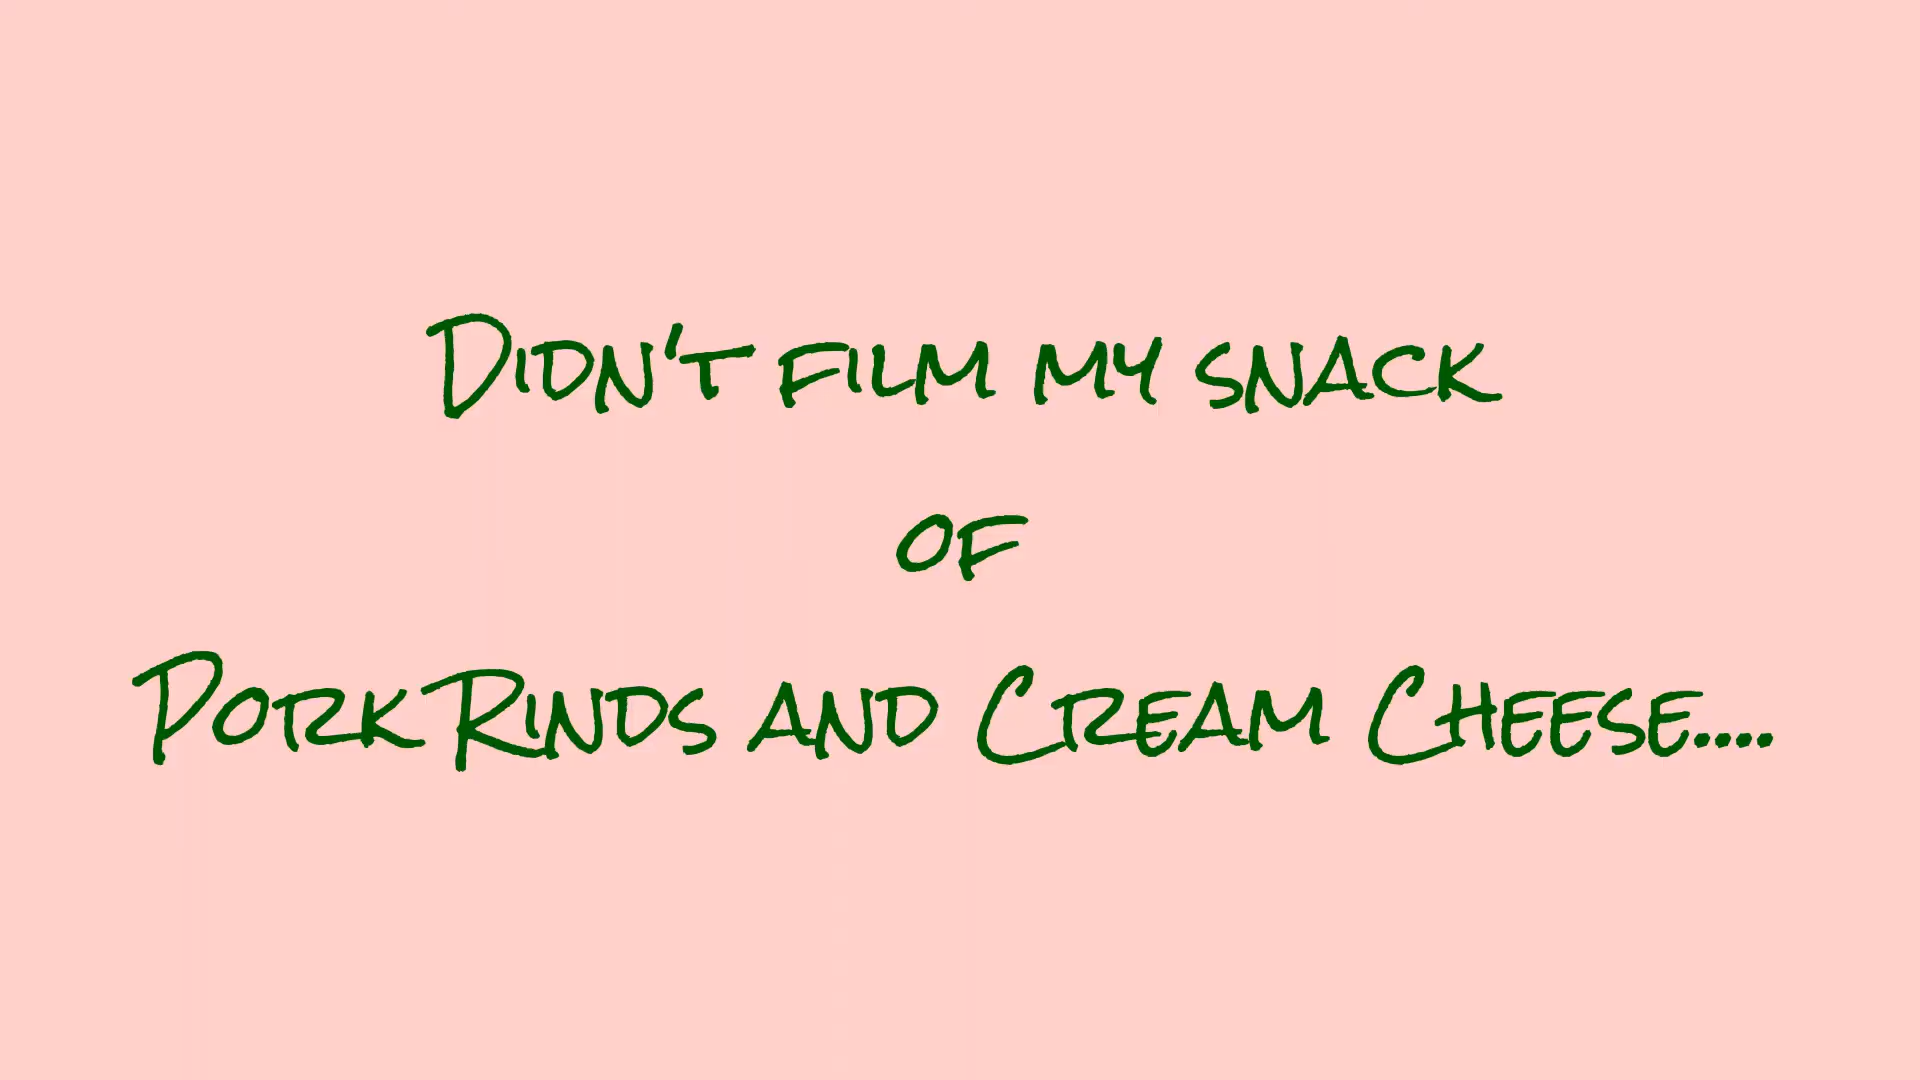 Didn't film my snack
of
Pork Rinds and Cream Cheese....